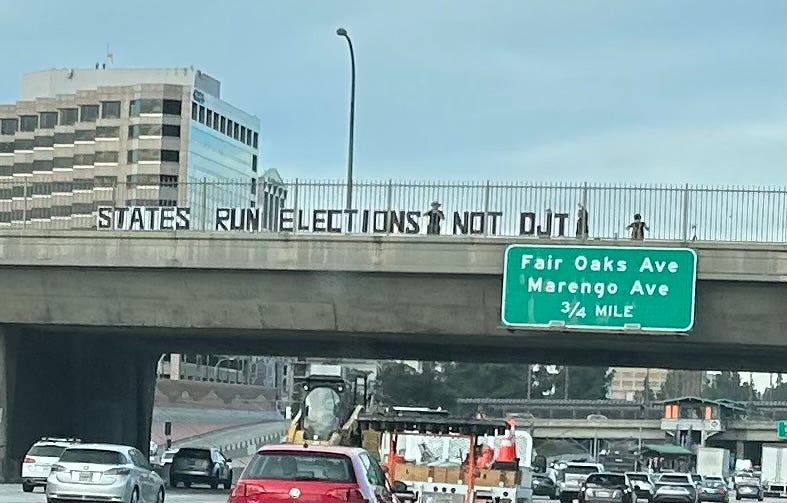 STATES RUN ELECTIONS NOT DJT
Fair Oaks Ave
Marengo Ave
3/4 MILE